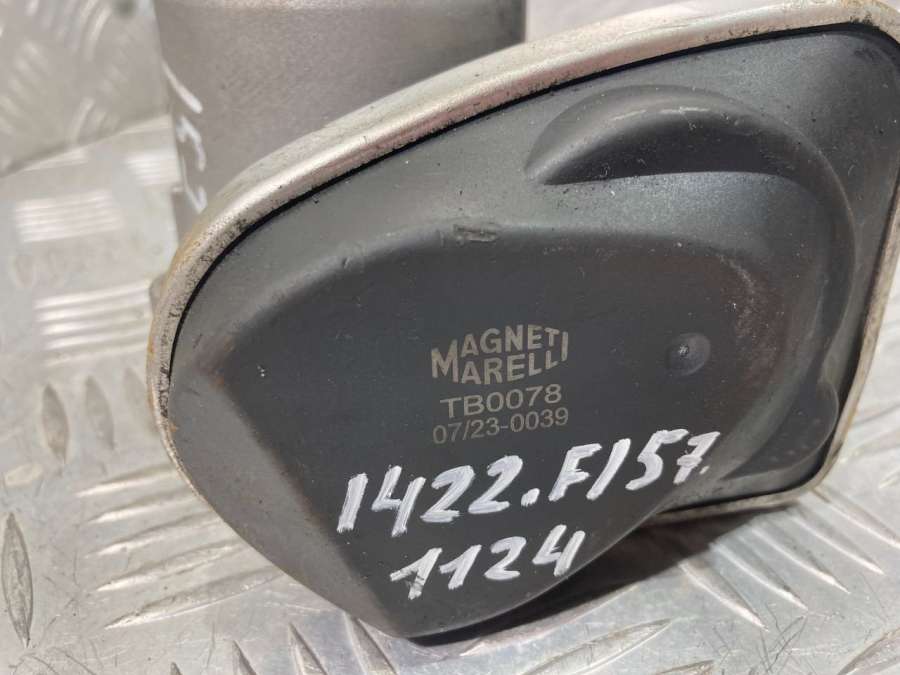 MAGNETI
MARELLI
TB0078
07/23-0039
1422.F157.
1124